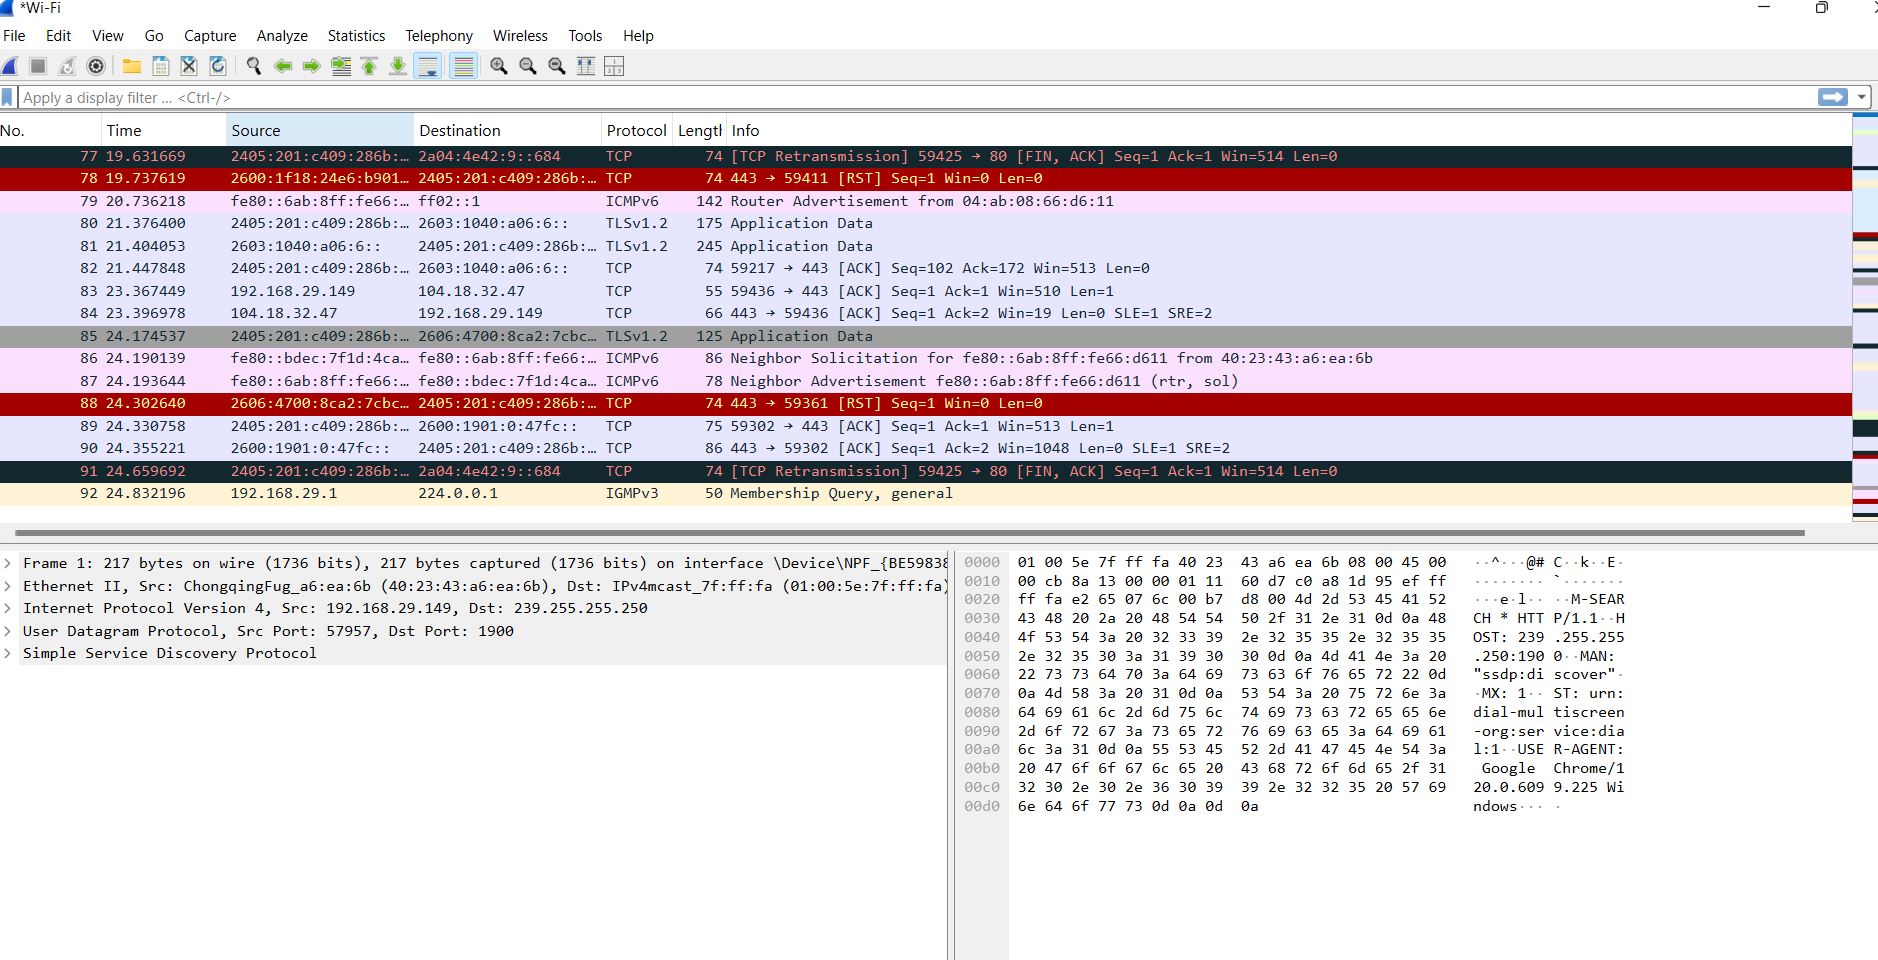 *Wi-Fi
File Edit View Go Capture Analyze Statistics Telephony Wireless Tools Help
Apply a display filter ... <Ctrl-/>
No. Time Source Destination Protocol Length Info
77 19.631669 2405:201:c409:286b:… 2a04:4e42:9::684 TCP 74 [TCP Retransmission] 59425 → 80 [FIN, ACK] Seq=1 Ack=1 Win=514 Len=0
78 19.737619 2600:1f18:24e6:b901… 2405:201:c409:286b:… TCP 74 443 → 59411 [RST] Seq=1 Win=0 Len=0
79 20.736218 fe80::6ab:8ff:fe66:… ff02::1 ICMPv6 142 Router Advertisement from 04:ab:08:66:d6:11
80 21.376400 2405:201:c409:286b:… 2603:1040:a06:6:: TLSv1.2 175 Application Data
81 21.404053 2603:1040:a06:6:: 2405:201:c409:286b:… TLSv1.2 245 Application Data
82 21.447848 2405:201:c409:286b:… 2603:1040:a06:6:: TCP 74 59217 → 443 [ACK] Seq=102 Ack=172 Win=513 Len=0
83 23.367449 192.168.29.149 104.18.32.47 TCP 55 59436 → 443 [ACK] Seq=1 Ack=1 Win=510 Len=1
84 23.396978 104.18.32.47 192.168.29.149 TCP 66 443 → 59436 [ACK] Seq=1 Ack=2 Win=19 Len=0 SLE=1 SRE=2
85 24.174537 2405:201:c409:286b:… 2606:4700:8ca2:7cbc… TLSv1.2 125 Application Data
86 24.190139 fe80::bdec:7f1d:4ca… fe80::6ab:8ff:fe66:… ICMPv6 86 Neighbor Solicitation for fe80::6ab:8ff:fe66:d611 from 40:23:43:a6:ea:6b
87 24.193644 fe80::6ab:8ff:fe66:… fe80::bdec:7f1d:4ca… ICMPv6 78 Neighbor Advertisement fe80::6ab:8ff:fe66:d611 (rtr, sol)
88 24.302640 2606:4700:8ca2:7cbc… 2405:201:c409:286b:… TCP 74 443 → 59361 [RST] Seq=1 Win=0 Len=0
89 24.330758 2405:201:c409:286b:… 2600:1901:0:47fc:: TCP 75 59302 → 443 [ACK] Seq=1 Ack=1 Win=513 Len=1
90 24.355221 2600:1901:0:47fc:: 2405:201:c409:286b:… TCP 86 443 → 59302 [ACK] Seq=1 Ack=2 Win=1048 Len=0 SLE=1 SRE=2
91 24.659692 2405:201:c409:286b:… 2a04:4e42:9::684 TCP 74 [TCP Retransmission] 59425 → 80 [FIN, ACK] Seq=1 Ack=1 Win=514 Len=0
92 24.832196 192.168.29.1 224.0.0.1 IGMPv3 50 Membership Query, general
Frame 1: 217 bytes on wire (1736 bits), 217 bytes captured (1736 bits) on interface \Device\NPF_{BE5983
Ethernet II, Src: ChongqingFug_a6:ea:6b (40:23:43:a6:ea:6b), Dst: IPv4mcast_7f:ff:fa (01:00:5e:7f:ff:fa)
Internet Protocol Version 4, Src: 192.168.29.149, Dst: 239.255.255.250
User Datagram Protocol, Src Port: 57957, Dst Port: 1900
Simple Service Discovery Protocol
0000 01 00 5e 7f ff fa 40 23 43 a6 ea 6b 08 00 45 00 ··^···@# C··k··E·
0010 00 cb 8a 13 00 00 01 11 60 d7 c0 a8 1d 95 ef ff ········ `·······
0020 ff fa e2 65 07 6c 00 b7 d8 00 4d 2d 53 45 41 52 ···e·l·· ··M-SEAR
0030 43 48 20 2a 20 48 54 54 50 2f 31 2e 31 0d 0a 48 CH * HTT P/1.1··H
0040 4f 53 54 3a 20 32 33 39 2e 32 35 35 2e 32 35 35 OST: 239 .255.255
0050 2e 32 35 30 3a 31 39 30 30 0d 0a 4d 41 4e 3a 20 .250:190 0··MAN:
0060 22 73 73 64 70 3a 64 69 73 63 6f 76 65 72 22 0d "ssdp:di scover"·
0070 0a 4d 58 3a 20 31 0d 0a 53 54 3a 20 75 72 6e 3a ·MX: 1·· ST: urn:
0080 64 69 61 6c 2d 6d 75 6c 74 69 73 63 72 65 65 6e dial-mul tiscreen
0090 2d 6f 72 67 3a 73 65 72 76 69 63 65 3a 64 69 61 -org:ser vice:dia
00a0 6c 3a 31 0d 0a 55 53 45 52 2d 41 47 45 4e 54 3a l:1··USE R-AGENT:
00b0 20 47 6f 6f 67 6c 65 20 43 68 72 6f 6d 65 2f 31 Google Chrome/1
00c0 32 30 2e 30 2e 36 30 39 39 2e 32 32 35 20 57 69 20.0.609 9.225 Wi
00d0 6e 64 6f 77 73 0d 0a 0d 0a ndows··· ·